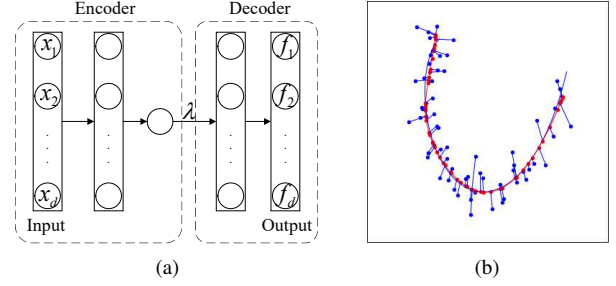 Encoder Decoder
x1 f1
x2 λ f2
xd fd
Input Output
(a) (b)